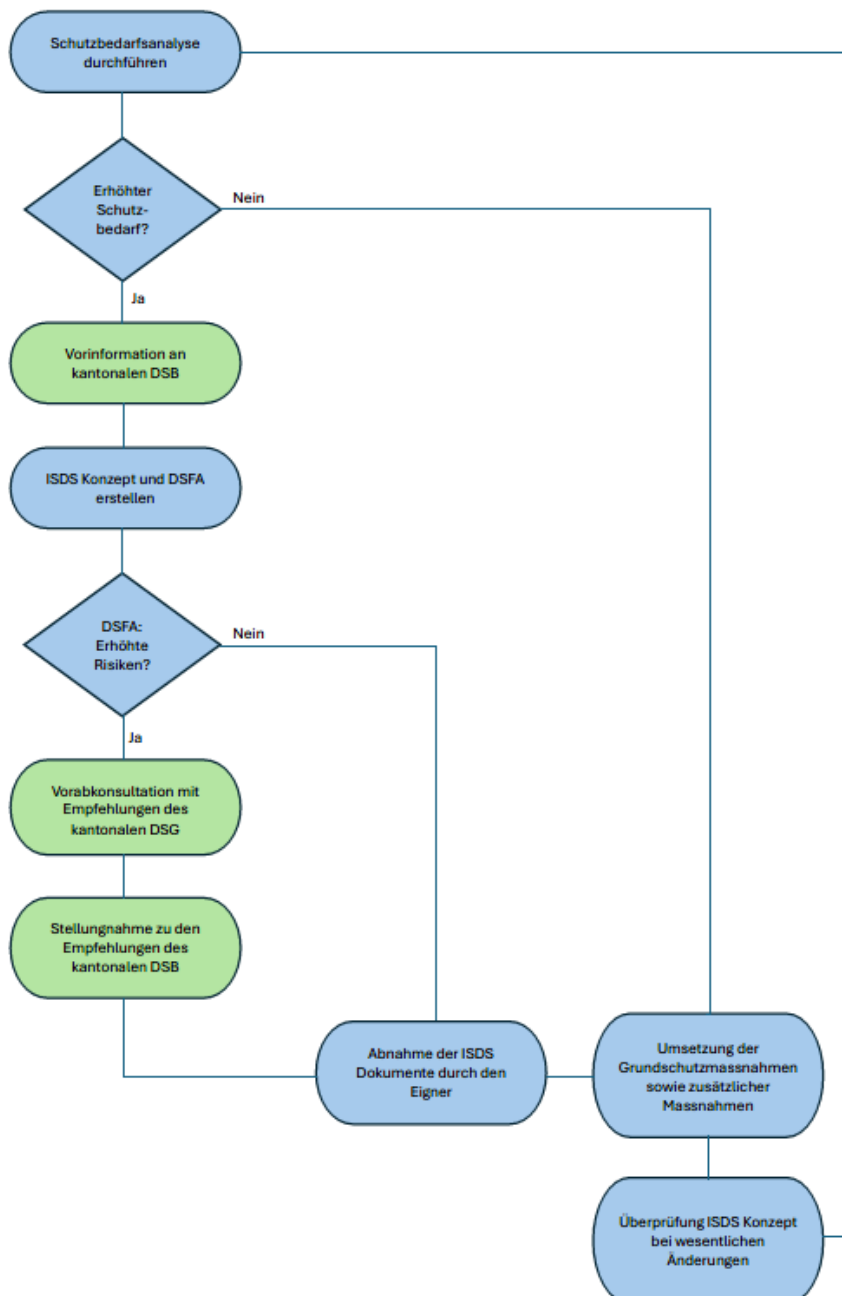 Schutzbedarfsanalyse
durchführen
Erhöhter
Schutz-
bedarf?
Nein
Ja
Vorinformation an
kantonalen DSB
ISDS Konzept und DSFA
erstellen
DSFA:
Erhöhte
Risiken?
Nein
Ja
Vorabkonsultation mit
Empfehlungen des
kantonalen DSG
Stellungnahme zu den
Empfehlungen des
kantonalen DSB
Abnahme der ISDS
Dokumente durch den
Eigner
Umsetzung der
Grundschutzmassnahmen
sowie zusätzlicher
Massnahmen
Überprüfung ISDS Konzept
bei wesentlichen
Änderungen